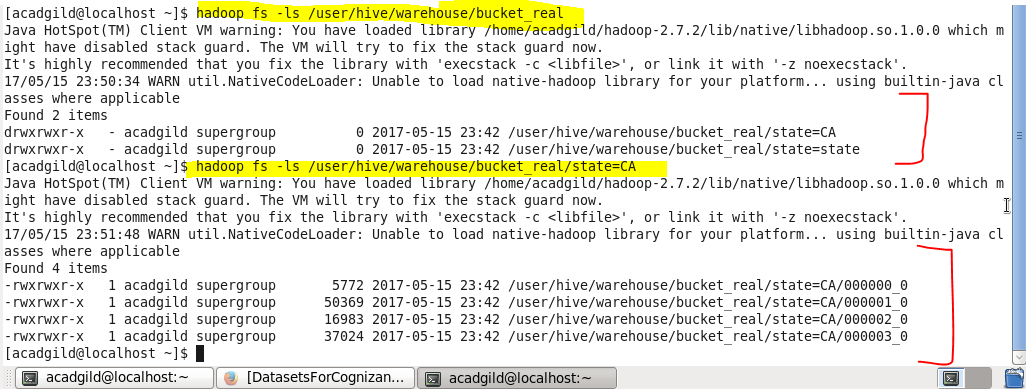 [acadgild@localhost ~]$ hadoop fs -ls /user/hive/warehouse/bucket_real
Java HotSpot(TM) Client VM warning: You have loaded library /home/acadgild/hadoop-2.7.2/lib/native/libhadoop.so.1.0.0 which m
ight have disabled stack guard. The VM will try to fix the stack guard now.
It's highly recommended that you fix the library with 'execstack -c <libfile>', or link it with '-z noexecstack'.
17/05/15 23:50:34 WARN util.NativeCodeLoader: Unable to load native-hadoop library for your platform... using builtin-java cl
asses where applicable
Found 2 items
drwxrwxr-x   - acadgild supergroup          0 2017-05-15 23:42 /user/hive/warehouse/bucket_real/state=CA
drwxrwxr-x   - acadgild supergroup          0 2017-05-15 23:42 /user/hive/warehouse/bucket_real/state=state
[acadgild@localhost ~]$ hadoop fs -ls /user/hive/warehouse/bucket_real/state=CA
Java HotSpot(TM) Client VM warning: You have loaded library /home/acadgild/hadoop-2.7.2/lib/native/libhadoop.so.1.0.0 which m
ight have disabled stack guard. The VM will try to fix the stack guard now.
It's highly recommended that you fix the library with 'execstack -c <libfile>', or link it with '-z noexecstack'.
17/05/15 23:51:48 WARN util.NativeCodeLoader: Unable to load native-hadoop library for your platform... using builtin-java cl
asses where applicable
Found 4 items
-rwxrwxr-x   1 acadgild supergroup       5772 2017-05-15 23:42 /user/hive/warehouse/bucket_real/state=CA/000000_0
-rwxrwxr-x   1 acadgild supergroup      50369 2017-05-15 23:42 /user/hive/warehouse/bucket_real/state=CA/000001_0
-rwxrwxr-x   1 acadgild supergroup      16983 2017-05-15 23:42 /user/hive/warehouse/bucket_real/state=CA/000002_0
-rwxrwxr-x   1 acadgild supergroup      37024 2017-05-15 23:42 /user/hive/warehouse/bucket_real/state=CA/000003_0
[acadgild@localhost ~]$
acadgild@localhost:~ [DatasetsForCognizan... acadgild@localhost:~